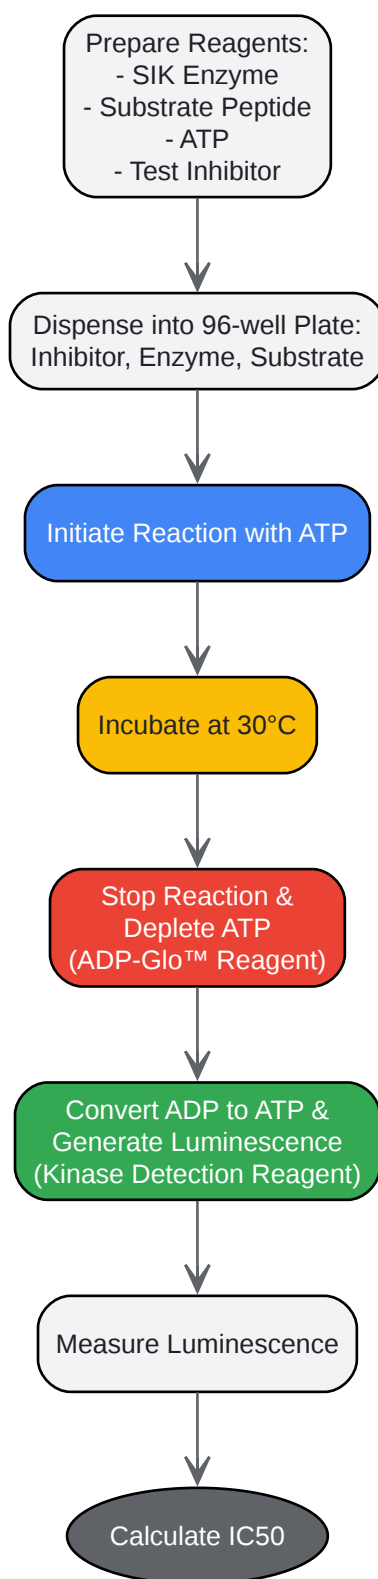 Prepare Reagents:
- SIK Enzyme
- Substrate Peptide
- ATP
- Test Inhibitor
Dispense into 96-well Plate:
Inhibitor, Enzyme, Substrate
Initiate Reaction with ATP
Incubate at 30°C
Stop Reaction &
Deplete ATP
(ADP-Glo™ Reagent)
Convert ADP to ATP &
Generate Luminescence
(Kinase Detection Reagent)
Measure Luminescence
Calculate IC50